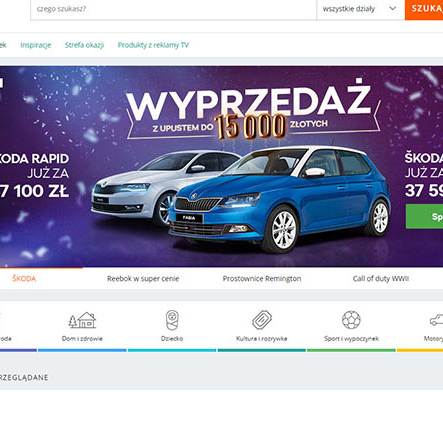 czego szukasz?
wszystkie działy
SZUKA
ek
Inspiracje
Strefa okazji
Produkty z reklamy TV
WYPRZEDAŻ
Z UPUSTEM DO 15 000 ZŁOTYCH
KODA RAPID
JUŻ ZA
7 100 ZŁ
ŠKOD
JUŻ ZA
37 59
FABIA
Sp
ŠKODA
Reebok w super cenie
Prostownice Remington
Call of duty WWII
oda
Dom i zdrowie
Dziecko
Kultura i rozrywka
Sport i wypoczynek
Motory
RZEGLĄDANE